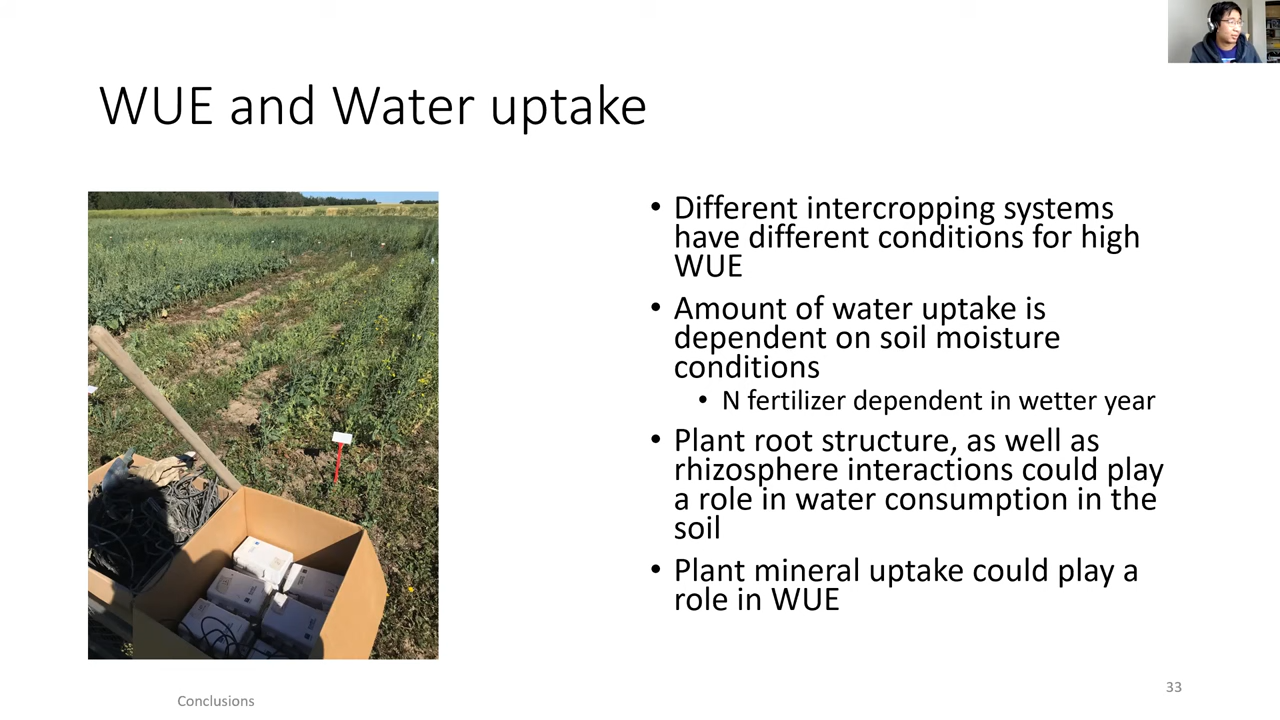 WUE and Water uptake
• Different intercropping systems
have different conditions for high
WUE
• Amount of water uptake is
dependent on soil moisture
conditions
• N fertilizer dependent in wetter year
• Plant root structure, as well as
rhizosphere interactions could play
a role in water consumption in the
soil
• Plant mineral uptake could play a
role in WUE
Conclusions
33